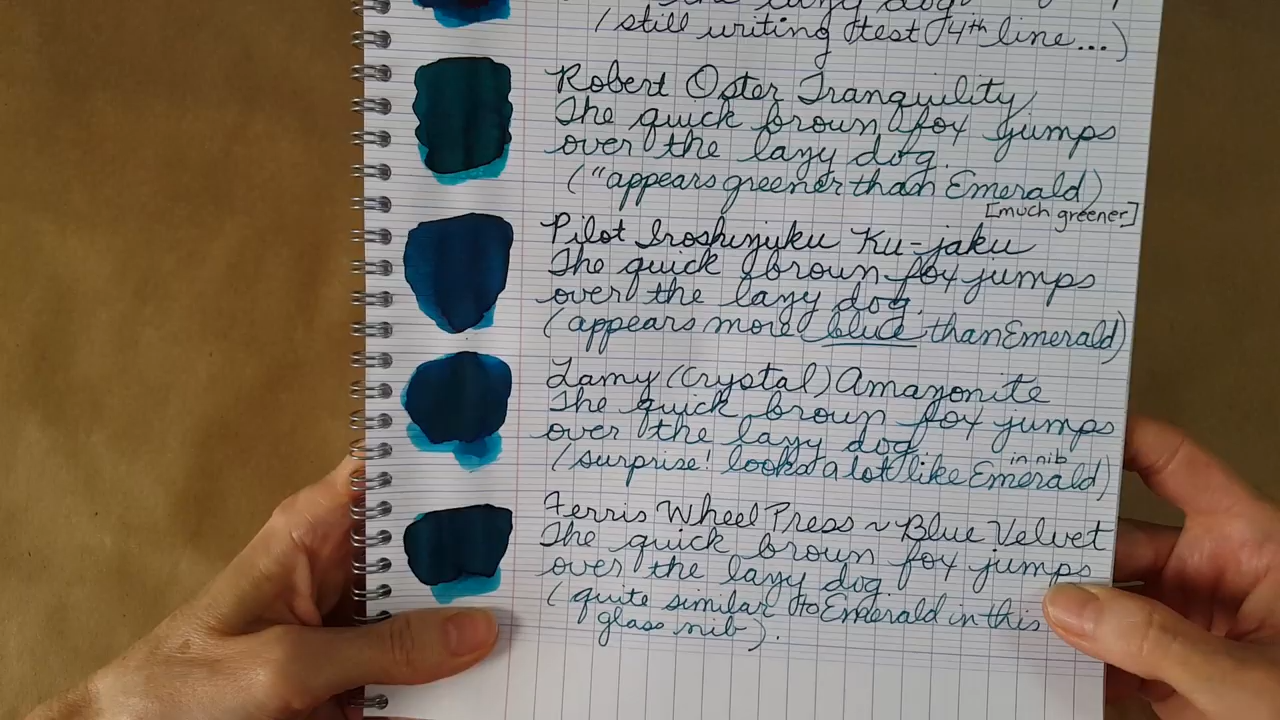 the lazy dog.
(still writing test 4th line...)
Robert Oster Tranquility
The quick brown fox jumps
over the lazy dog.
("appears greener than Emerald)
[much greener]
Pilot Iroshizuku Ku-jaku
The quick brown fox jumps
over the lazy dog.
(appears more blue than Emerald)
Lamy (Crystal) Amazonite
The quick brown fox jumps
over the lazy dog.
in nib
(surprise! looks a lot like Emerald)
Ferris Wheel Press ~ Blue Velvet
The quick brown fox jumps
over the lazy dog.
(quite similar to Emerald in this
glass nib).